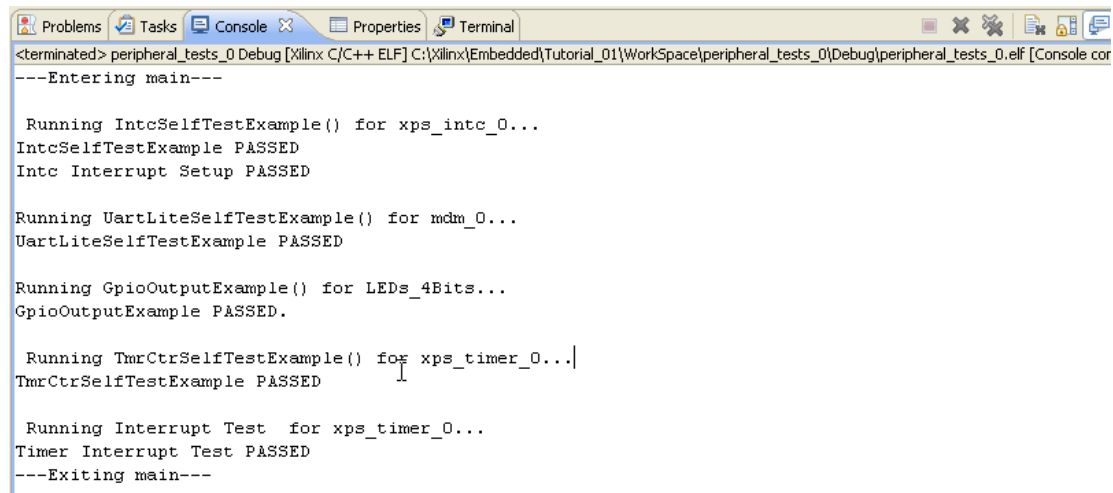 Problems Tasks Console Properties Terminal
<terminated> peripheral_tests_0 Debug [Xilinx C/C++ ELF] C:\Xilinx\Embedded\Tutorial_01\WorkSpace\peripheral_tests_0\Debug\peripheral_tests_0.elf [Console cor
---Entering main---
Running IntcSelfTestExample() for xps_intc_0...
IntcSelfTestExample PASSED
Intc Interrupt Setup PASSED
Running UartLiteSelfTestExample() for mdm_0...
UartLiteSelfTestExample PASSED
Running GpioOutputExample() for LEDs_4Bits...
GpioOutputExample PASSED.
Running TmrCtrSelfTestExample() for xps_timer_0...
TmrCtrSelfTestExample PASSED
Running Interrupt Test  for xps_timer_0...
Timer Interrupt Test PASSED
---Exiting main---